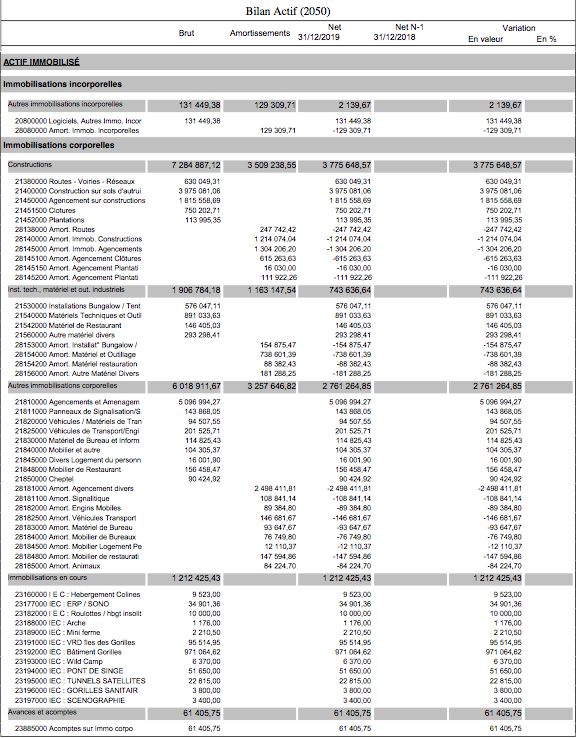 Bilan Actif (2050)
Brut Amortissements Net 31/12/2019 Net N-1 31/12/2018 Variation En valeur En %
ACTIF IMMOBILISÉ
Immobilisations incorporelles
Autres immobilisations incorporelles 131 449,38 129 309,71 2 139,67 2 139,67
20800000 Logiciels, Autres Immo. Incor 131 449,38 131 449,38 131 449,38
28080000 Amort. Immob. Incorporelles 129 309,71 -129 309,71 -129 309,71
Immobilisations corporelles
Constructions 7 284 887,12 3 509 238,55 3 775 648,57 3 775 648,57
21380000 Routes - Voiries - Réseaux 630 049,31 630 049,31 630 049,31
21400000 Construction sur sols d'autrui 3 975 081,06 3 975 081,06 3 975 081,06
21450000 Agencement sur constructions 1 815 558,69 1 815 558,69 1 815 558,69
21451500 Clotures 750 202,71 750 202,71 750 202,71
21452000 Plantations 113 995,35 113 995,35 113 995,35
28138000 Amort. Routes 247 742,42 -247 742,42 -247 742,42
28140000 Amort. Immob. Constructions 1 214 074,04 -1 214 074,04 -1 214 074,04
28145000 Amort. Immob. Agencements 1 304 206,20 -1 304 206,20 -1 304 206,20
28145100 Amort. Agencement Clôtures 615 263,63 -615 263,63 -615 263,63
28145150 Amort. Agencement Plantati 16 030,00 -16 030,00 -16 030,00
28145200 Amort. Agencement Plantati 111 922,26 -111 922,26 -111 922,26
Inst. tech., matériel et out. industriels 1 906 784,18 1 163 147,54 743 636,64 743 636,64
21530000 Installations Bungalow / Tent 576 047,11 576 047,11 576 047,11
21540000 Matériels Techniques et Outil 891 033,63 891 033,63 891 033,63
21542000 Matériel de Restaurant 146 405,03 146 405,03 146 405,03
21560000 Autre matériel divers 293 298,41 293 298,41 293 298,41
28153000 Amort. Installat° Bungalow / 154 875,47 -154 875,47 -154 875,47
28154000 Amort. Matériel et Outillage 738 601,39 -738 601,39 -738 601,39
28154200 Amort. Matériel restauration 88 382,43 -88 382,43 -88 382,43
28156000 Amort. Autre Matériel Divers 181 288,25 -181 288,25 -181 288,25
Autres immobilisations corporelles 6 018 911,67 3 257 646,82 2 761 264,85 2 761 264,85
21810000 Agencements et Amenagem 5 096 994,27 5 096 994,27 5 096 994,27
21811000 Panneaux de Signalisation/S 143 868,05 143 868,05 143 868,05
21820000 Véhicules / Matériels de Tran 94 507,55 94 507,55 94 507,55
21825000 Véhicules de Transport/Engi 201 525,71 201 525,71 201 525,71
21830000 Matériel de Bureau et Inform 114 825,43 114 825,43 114 825,43
21840000 Mobilier et autre 104 305,37 104 305,37 104 305,37
21845000 Divers Logement du personn 16 001,90 16 001,90 16 001,90
21848000 Mobilier de Restaurant 156 458,47 156 458,47 156 458,47
21850000 Cheptel 90 424,92 90 424,92 90 424,92
28181000 Amort. Agencement divers 2 498 411,81 -2 498 411,81 -2 498 411,81
28181100 Amort. Signalitique 108 841,14 -108 841,14 -108 841,14
28182000 Amort. Engins Mobiles 89 384,80 -89 384,80 -89 384,80
28182500 Amort. Véhicules Transport 146 681,67 -146 681,67 -146 681,67
28183000 Amort. Matériel de Bureau 93 647,67 -93 647,67 -93 647,67
28184000 Amort. Mobilier de Bureaux 76 749,80 -76 749,80 -76 749,80
28184500 Amort. Mobilier Logement Pe 12 110,37 -12 110,37 -12 110,37
28184800 Amort. Mobilier de restaurati 147 594,86 -147 594,86 -147 594,86
28185000 Amort. Animaux 84 224,70 -84 224,70 -84 224,70
Immobilisations en cours 1 212 425,43 1 212 425,43 1 212 425,43
23160000 I E C : Hebergement Colines 9 523,00 9 523,00 9 523,00
23177000 IEC : ERP / SONO 34 901,36 34 901,36 34 901,36
23182000 I E C : Roulottes / hbgt insolit 10 000,00 10 000,00 10 000,00
23188000 IEC : Arche 1 176,00 1 176,00 1 176,00
23189000 IEC : Mini ferme 2 210,50 2 210,50 2 210,50
23191000 IEC : VRD Iles des Gorilles 95 514,95 95 514,95 95 514,95
23192000 IEC : Bâtiment Gorilles 971 064,62 971 064,62 971 064,62
23193000 IEC : Wild Camp 6 370,00 6 370,00 6 370,00
23194000 IEC : PONT DE SINGE 51 650,00 51 650,00 51 650,00
23195000 IEC : TUNNELS SATELLITES 22 815,00 22 815,00 22 815,00
23196000 IEC : GORILLES SANITAIR 3 800,00 3 800,00 3 800,00
23197000 IEC : SCENOGRAPHIE 3 400,00 3 400,00 3 400,00
Avances et acomptes 61 405,75 61 405,75 61 405,75
23885000 Acomptes sur Immo corpo 61 405,75 61 405,75 61 405,75